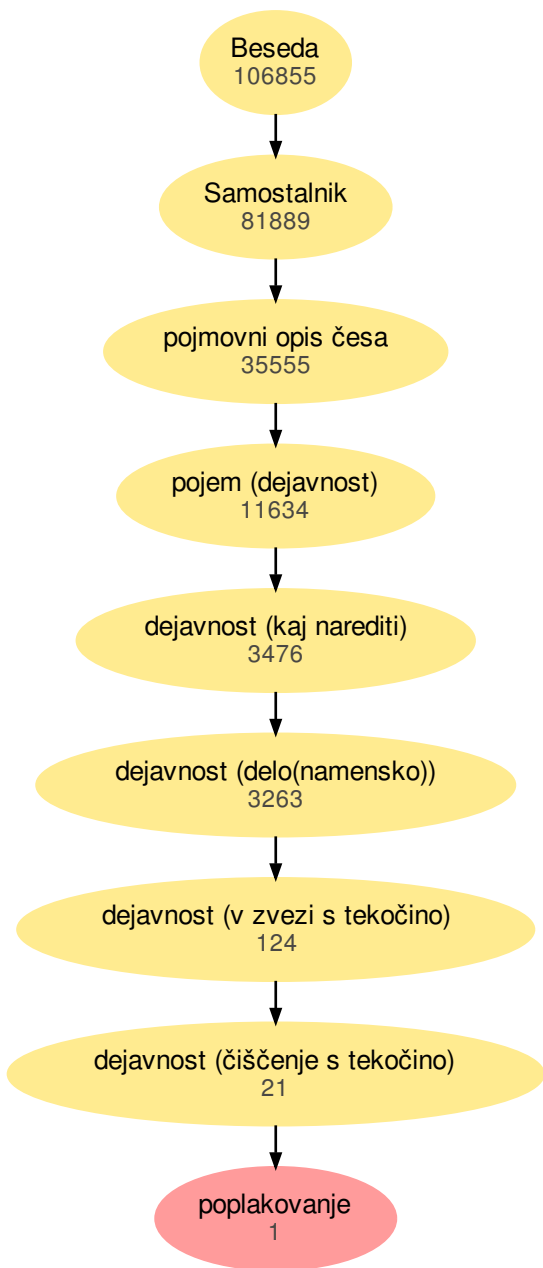 Beseda
106855
Samostalnik
81889
pojmovni opis česa
35555
pojem (dejavnost)
11634
dejavnost (kaj narediti)
3476
dejavnost (delo(namensko))
3263
dejavnost (v zvezi s tekočino)
124
dejavnost (čiščenje s tekočino)
21
poplakovanje
1